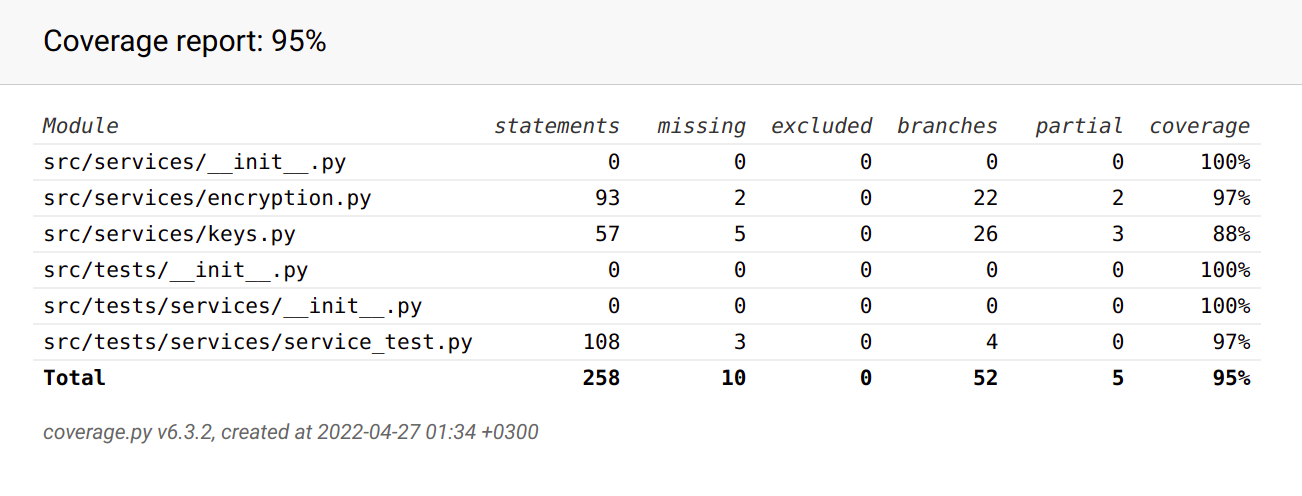 Coverage report: 95%
Module statements missing excluded branches partial coverage
src/services/__init__.py 0 0 0 0 0 100%
src/services/encryption.py 93 2 0 22 2 97%
src/services/keys.py 57 5 0 26 3 88%
src/tests/__init__.py 0 0 0 0 0 100%
src/tests/services/__init__.py 0 0 0 0 0 100%
src/tests/services/service_test.py 108 3 0 4 0 97%
Total 258 10 0 52 5 95%
coverage.py v6.3.2, created at 2022-04-27 01:34 +0300